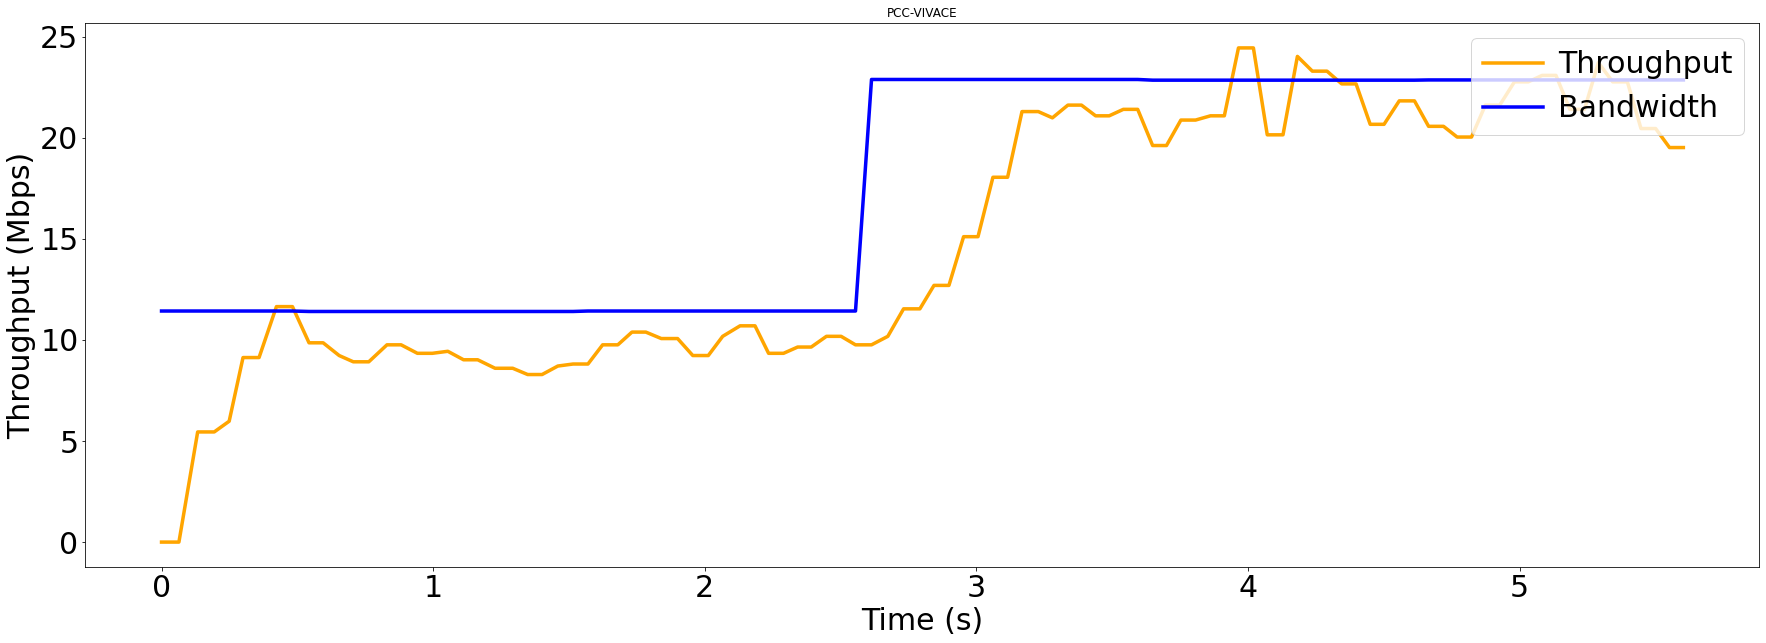 PCC-VIVACE
Throughput (Mbps)
25
20
15
10
5
0
Throughput
Bandwidth
0 1 2 3 4 5
Time (s)